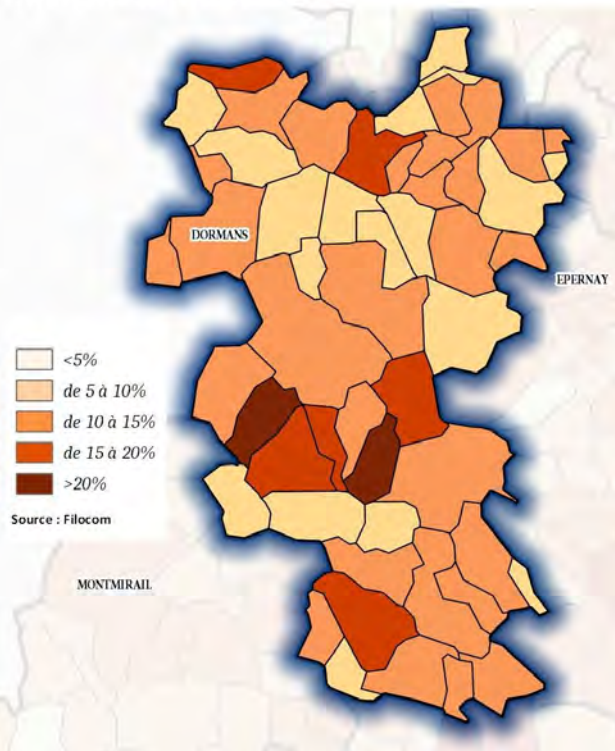 DORMANS
EPERNAY
<5%
de 5 à 10%
de 10 à 15%
de 15 à 20%
>20%
Source : Filocom
MONTMIRAIL